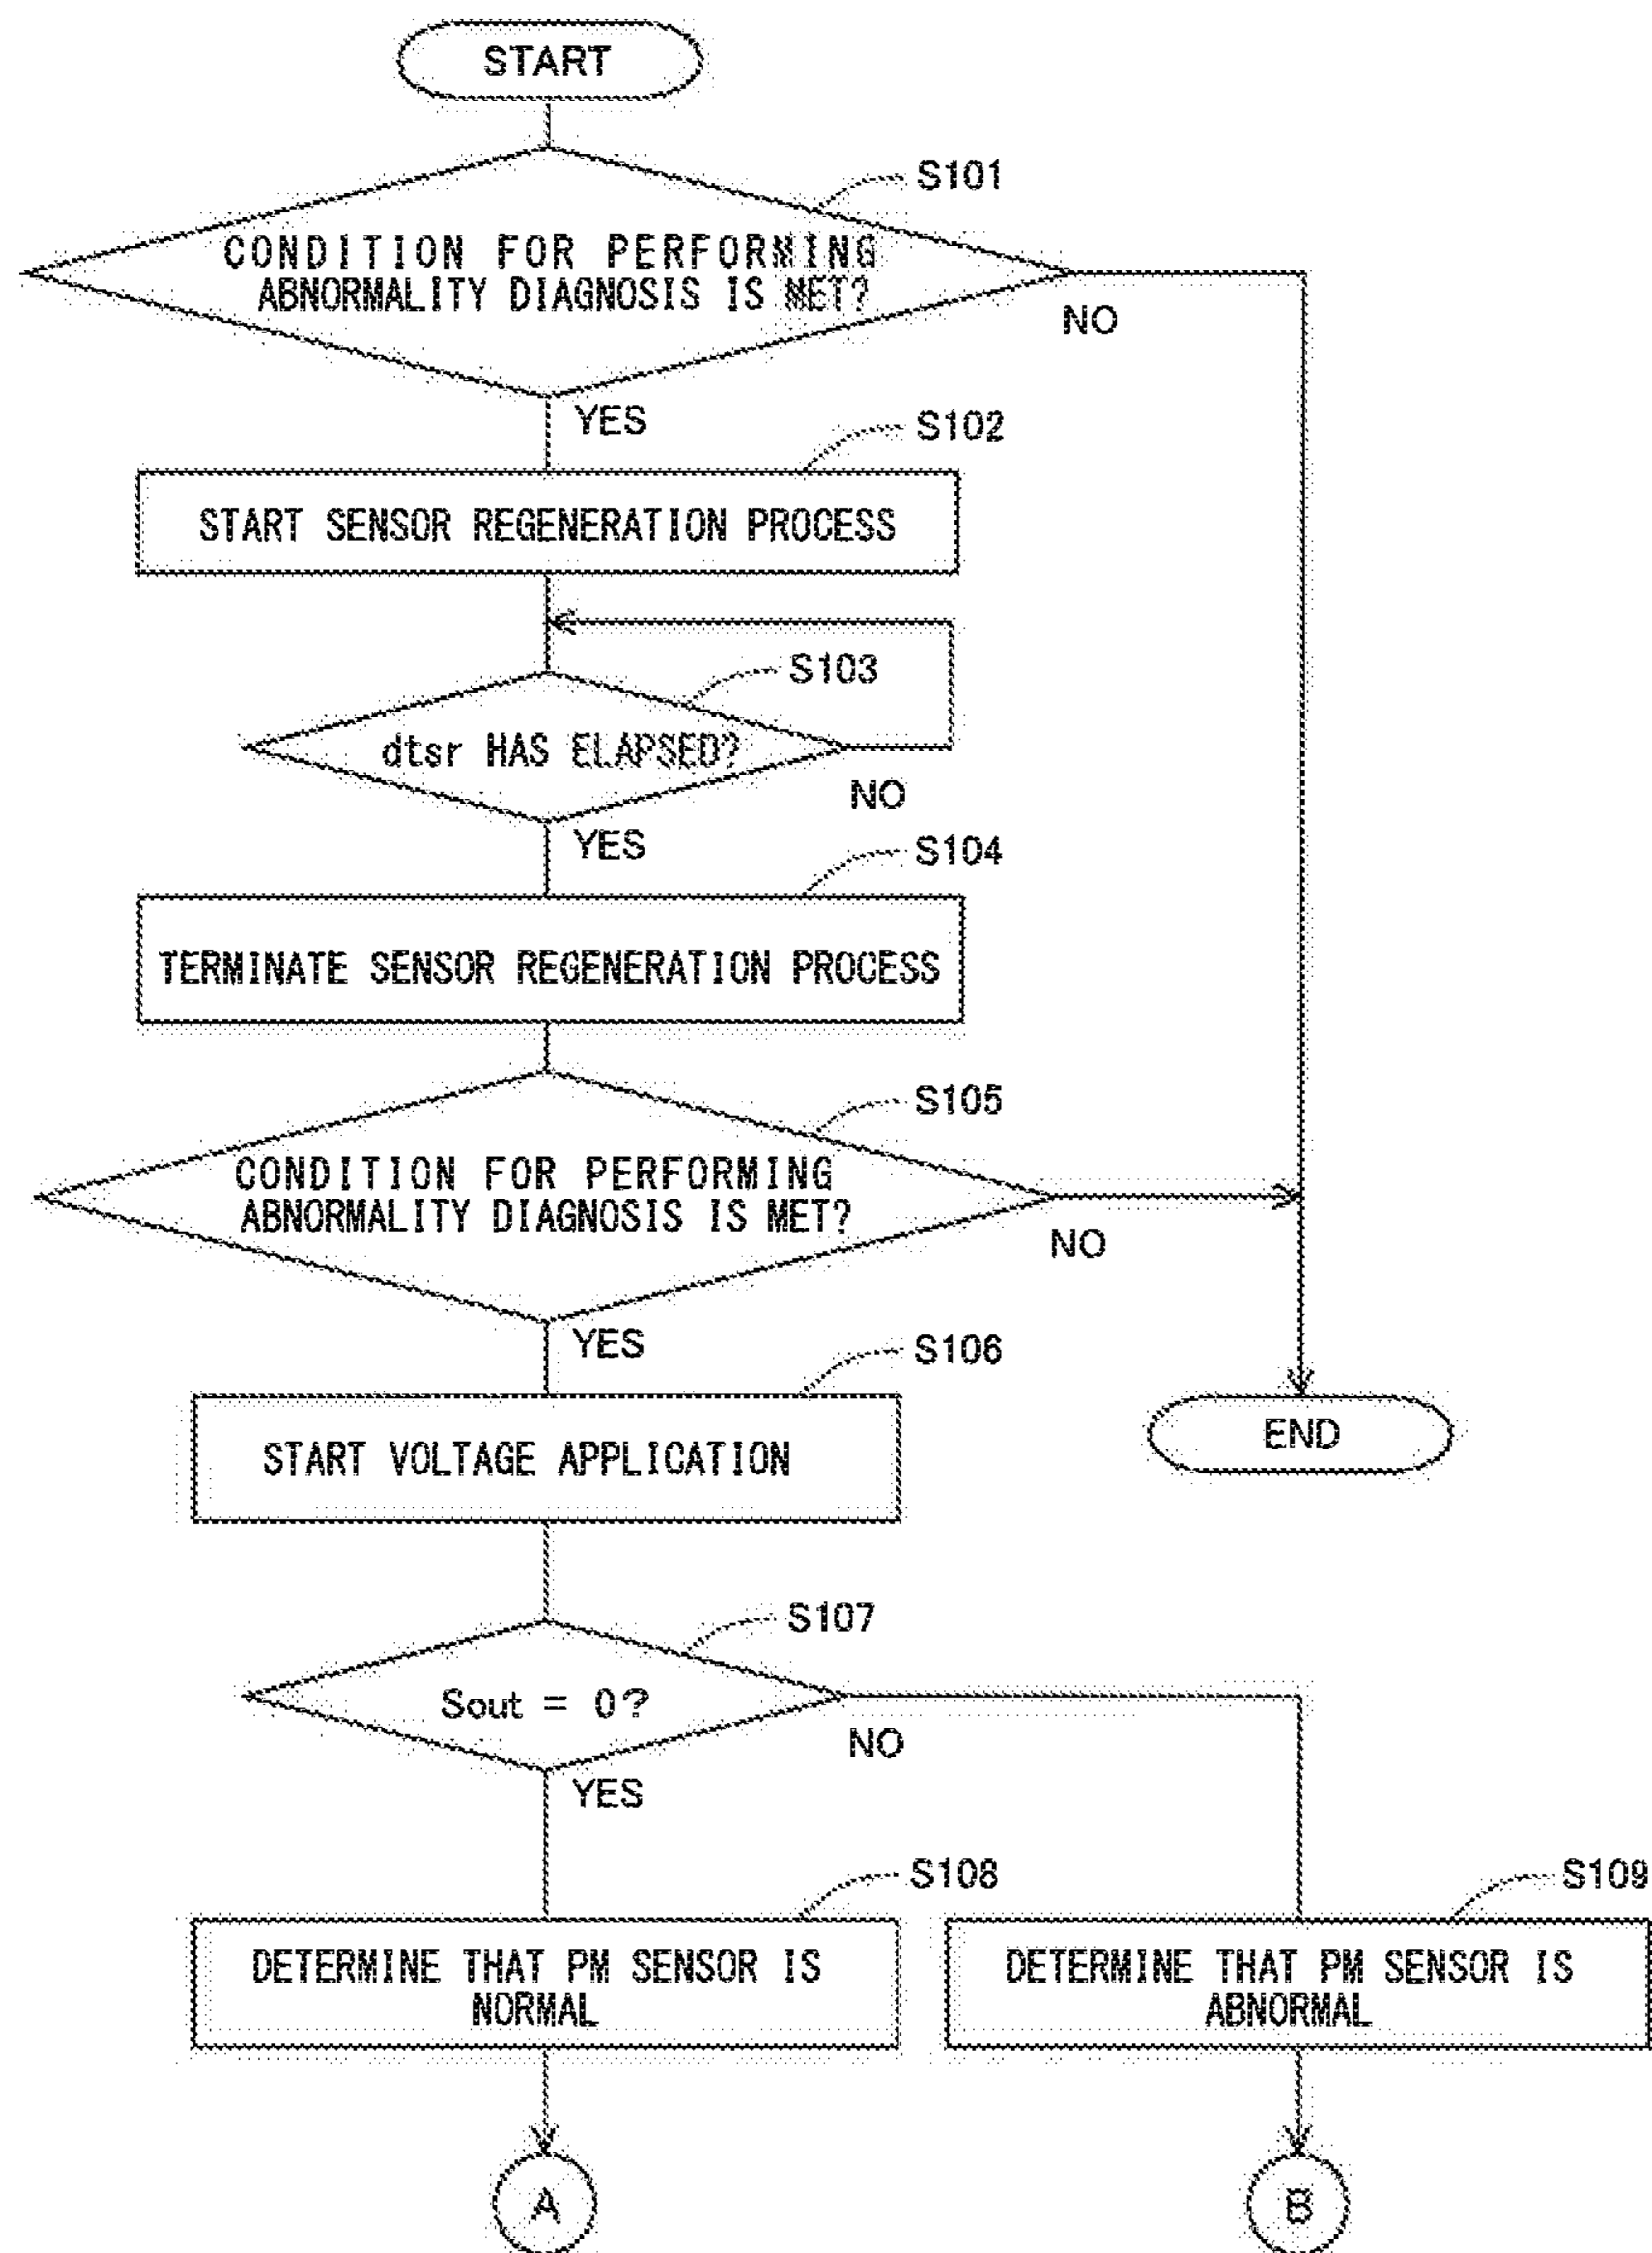 START
S101
CONDITION FOR PERFORMING
ABNORMALITY DIAGNOSIS IS MET?
NO
YES
S102
START SENSOR REGENERATION PROCESS
S103
dtsr HAS ELAPSED?
NO
YES
S104
TERMINATE SENSOR REGENERATION PROCESS
S105
CONDITION FOR PERFORMING
ABNORMALITY DIAGNOSIS IS MET?
NO
YES
S106
START VOLTAGE APPLICATION
END
S107
Sout = 0?
NO
YES
S108
DETERMINE THAT PM SENSOR IS
NORMAL
S109
DETERMINE THAT PM SENSOR IS
ABNORMAL
A
B